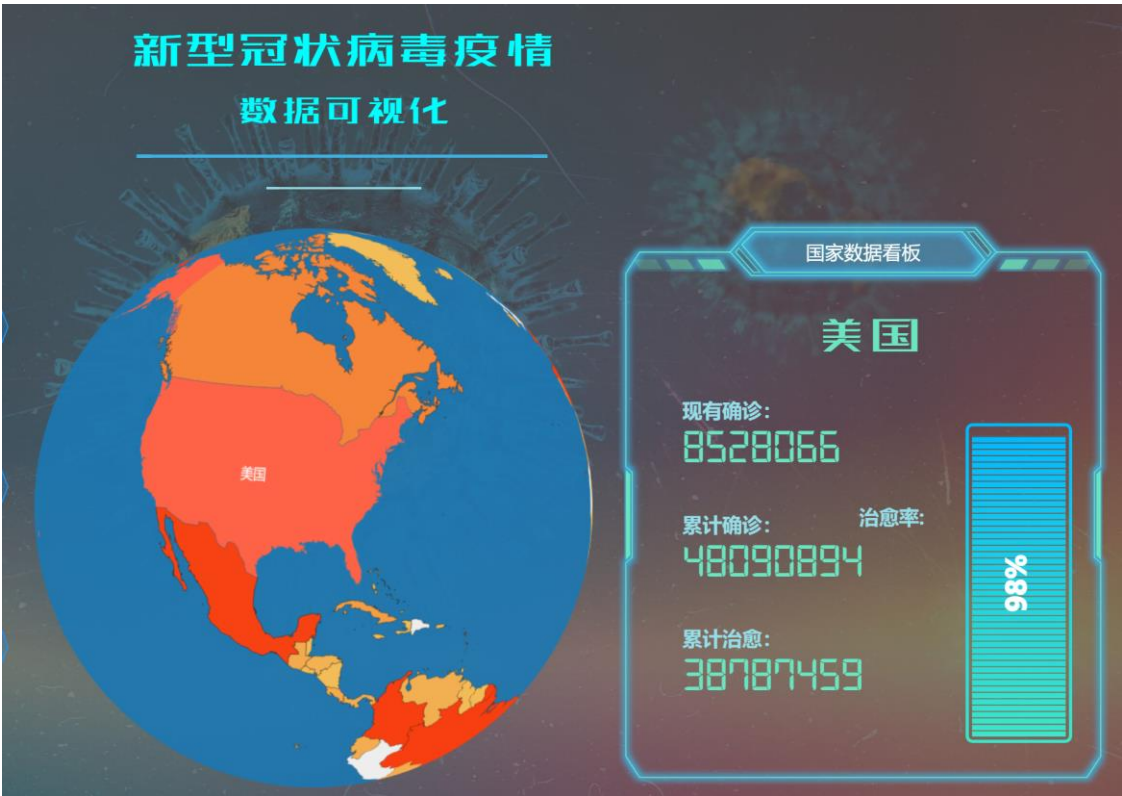 新型冠状病毒疫情
数据可视化
美国
国家数据看板
美国
现有确诊：
8528066
累计确诊：
48090894
治愈率:
98%
累计治愈：
38787459